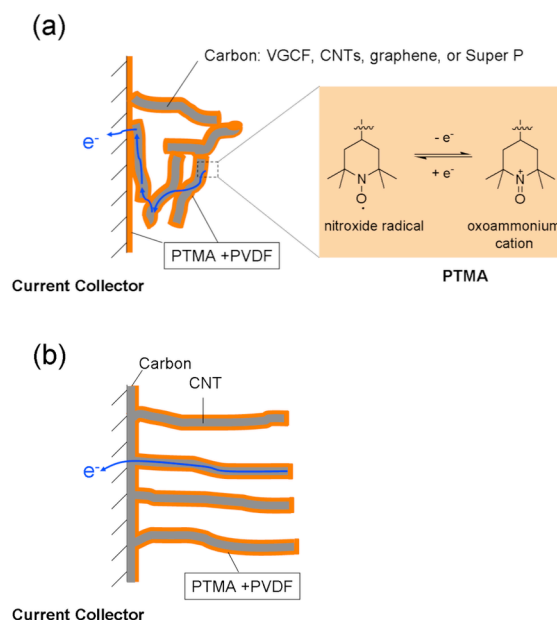 (a)
Carbon: VGCF, CNTs, graphene, or Super P
e-
- e-
+ e-
N
O
N+
O
nitroxide radical
oxoammonium
cation
PTMA +PVDF
PTMA
Current Collector
(b)
Carbon
CNT
e-
PTMA +PVDF
Current Collector